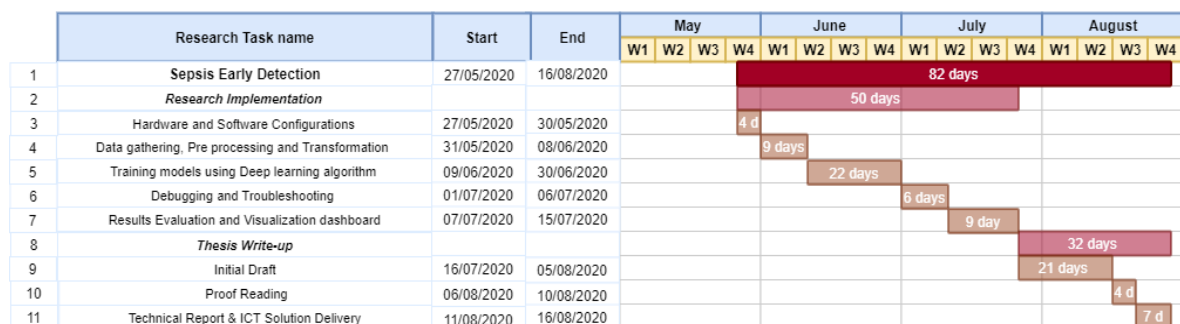 Research Task name Start End May June July August
W1 W2 W3 W4 W1 W2 W3 W4 W1 W2 W3 W4 W1 W2 W3 W4
1 Sepsis Early Detection 27/05/2020 16/08/2020 82 days
2 Research Implementation 50 days
3 Hardware and Software Configurations 27/05/2020 30/05/2020 4 d
4 Data gathering, Pre processing and Transformation 31/05/2020 08/06/2020 9 days
5 Training models using Deep learning algorithm 09/06/2020 30/06/2020 22 days
6 Debugging and Troubleshooting 01/07/2020 06/07/2020 6 days
7 Results Evaluation and Visualization dashboard 07/07/2020 15/07/2020 9 day
8 Thesis Write-up 32 days
9 Initial Draft 16/07/2020 05/08/2020 21 days
10 Proof Reading 06/08/2020 10/08/2020 4 d
11 Technical Report & ICT Solution Delivery 11/08/2020 16/08/2020 7 d